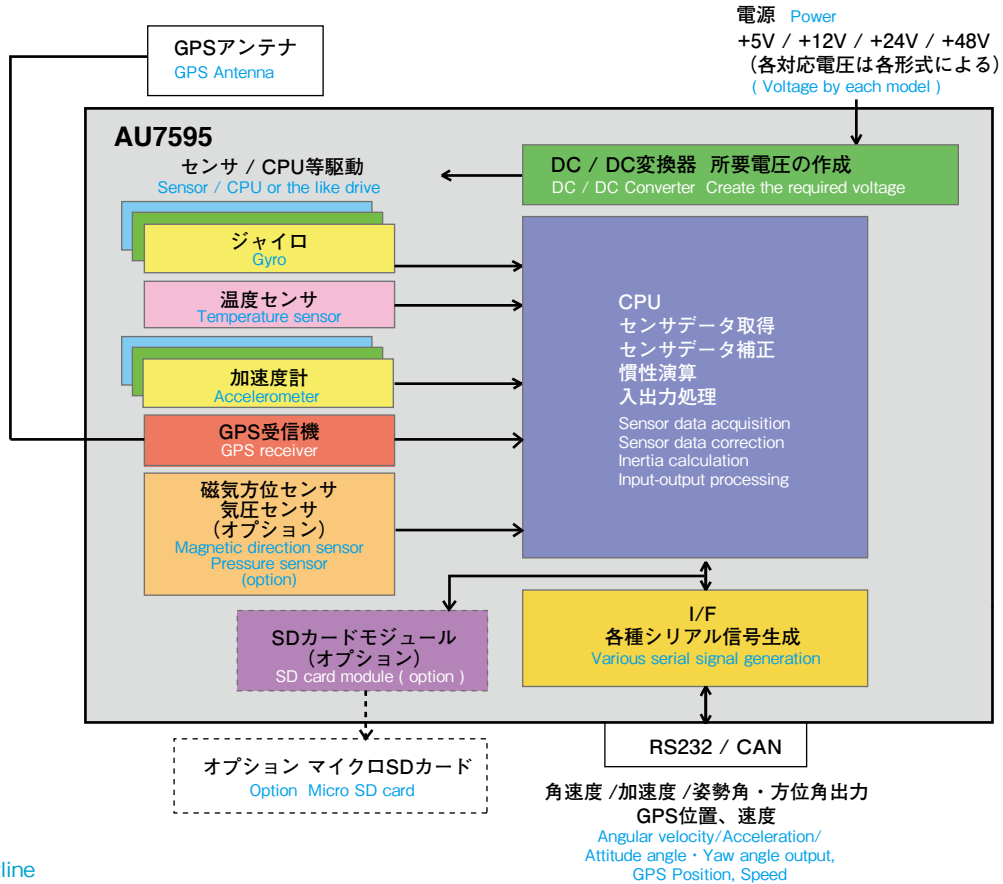 電源 Power
+5V / +12V / +24V / +48V
（各対応電圧は各形式による）
( Voltage by each model )
GPSアンテナ
GPS Antenna
AU7595
センサ / CPU等駆動
Sensor / CPU or the like drive
DC / DC変換器 所要電圧の作成
DC / DC Converter Create the required voltage
ジャイロ
Gyro
温度センサ
Temperature sensor
加速度計
Accelerometer
GPS受信機
GPS receiver
磁気方位センサ
気圧センサ
(オプション)
Magnetic direction sensor
Pressure sensor
(option)
CPU
センサデータ取得
センサデータ補正
慣性演算
入出力処理
Sensor data acquisition
Sensor data correction
Inertia calculation
Input-output processing
SDカードモジュール
(オプション)
SD card module ( option )
I/F
各種シリアル信号生成
Various serial signal generation
オプション マイクロSDカード
Option Micro SD card
RS232 / CAN
角速度 /加速度 /姿勢角・方位角出力
GPS位置、速度
Angular velocity/Acceleration/
Attitude angle・Yaw angle output,
GPS Position, Speed